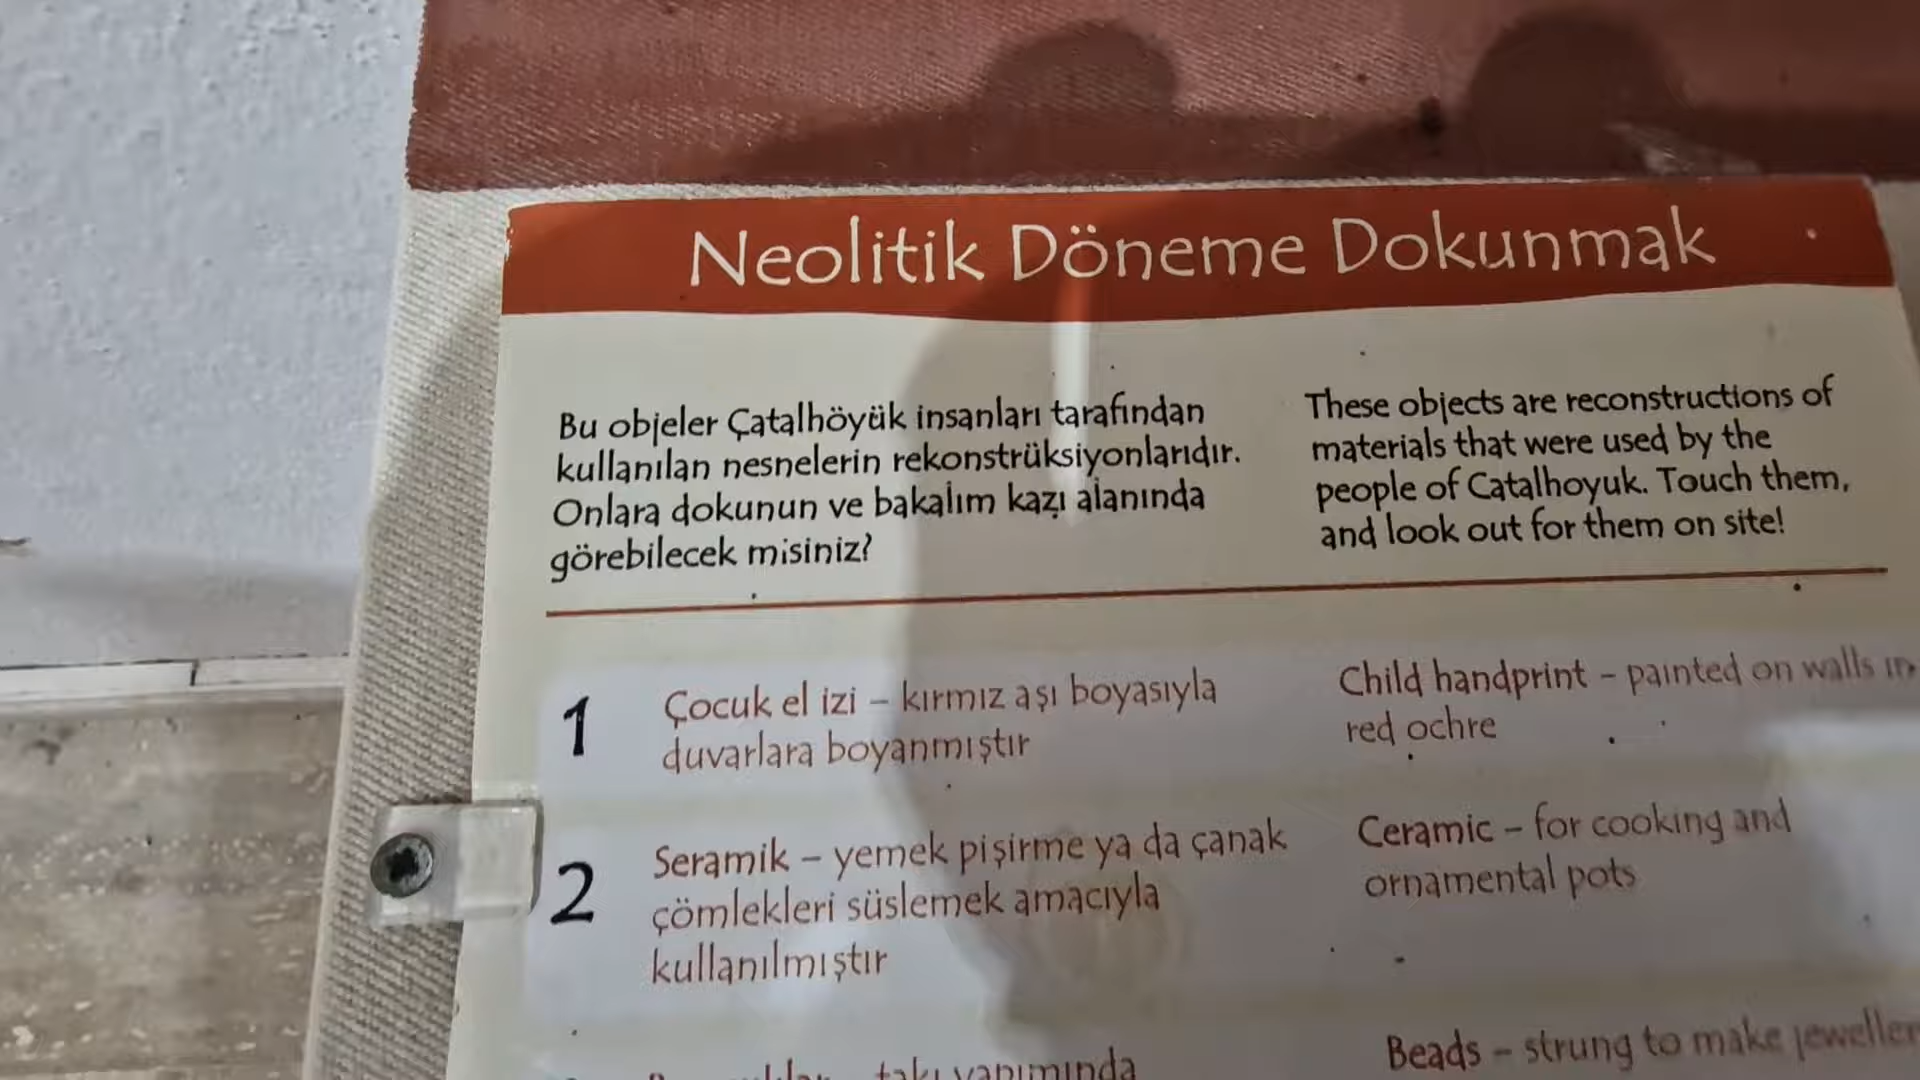 Neolitik Döneme Dokunmak
Bu objeler Çatalhöyük insanları tarafından
kullanılan nesnelerin rekonstrüksiyonlarıdır.
Onlara dokunun ve bakalım kazı alanında
görebilecek misiniz?
These objects are reconstructions of
materials that were used by the
people of Catalhoyuk. Touch them,
and look out for them on site!
1
Çocuk el izi – kırmız aşı boyasıyla
duvarlara boyanmıştır
Child handprint – painted on walls in
red ochre
2
Seramik – yemek pişirme ya da çanak
çömlekleri süslemek amacıyla
kullanılmıştır
Ceramic – for cooking and
ornamental pots
– takı yapımında
Beads – strung to make